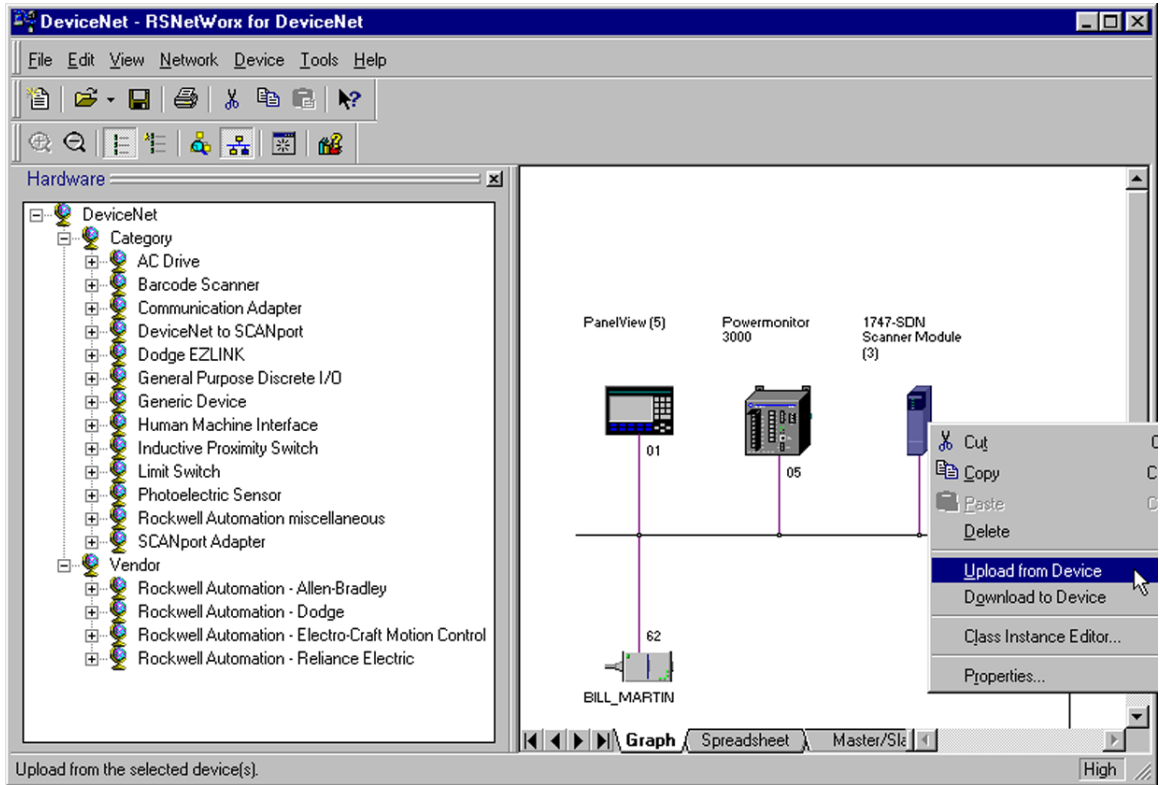 DeviceNet - RSNetWorx for DeviceNet
File Edit View Network Device Tools Help
Hardware
DeviceNet
Category
AC Drive
Barcode Scanner
Communication Adapter
DeviceNet to SCANport
Dodge EZLINK
General Purpose Discrete I/O
Generic Device
Human Machine Interface
Inductive Proximity Switch
Limit Switch
Photoelectric Sensor
Rockwell Automation miscellaneous
SCANport Adapter
Vendor
Rockwell Automation - Allen-Bradley
Rockwell Automation - Dodge
Rockwell Automation - Electro-Craft Motion Control
Rockwell Automation - Reliance Electric
PanelView (5)
Powermonitor
3000
1747-SDN
Scanner Module
(3)
01
05
62
BILL_MARTIN
Cut C
Copy C
Paste C
Delete
Upload from Device
Download to Device
Class Instance Editor...
Properties...
Graph Spreadsheet Master/Sla
Upload from the selected device(s). High